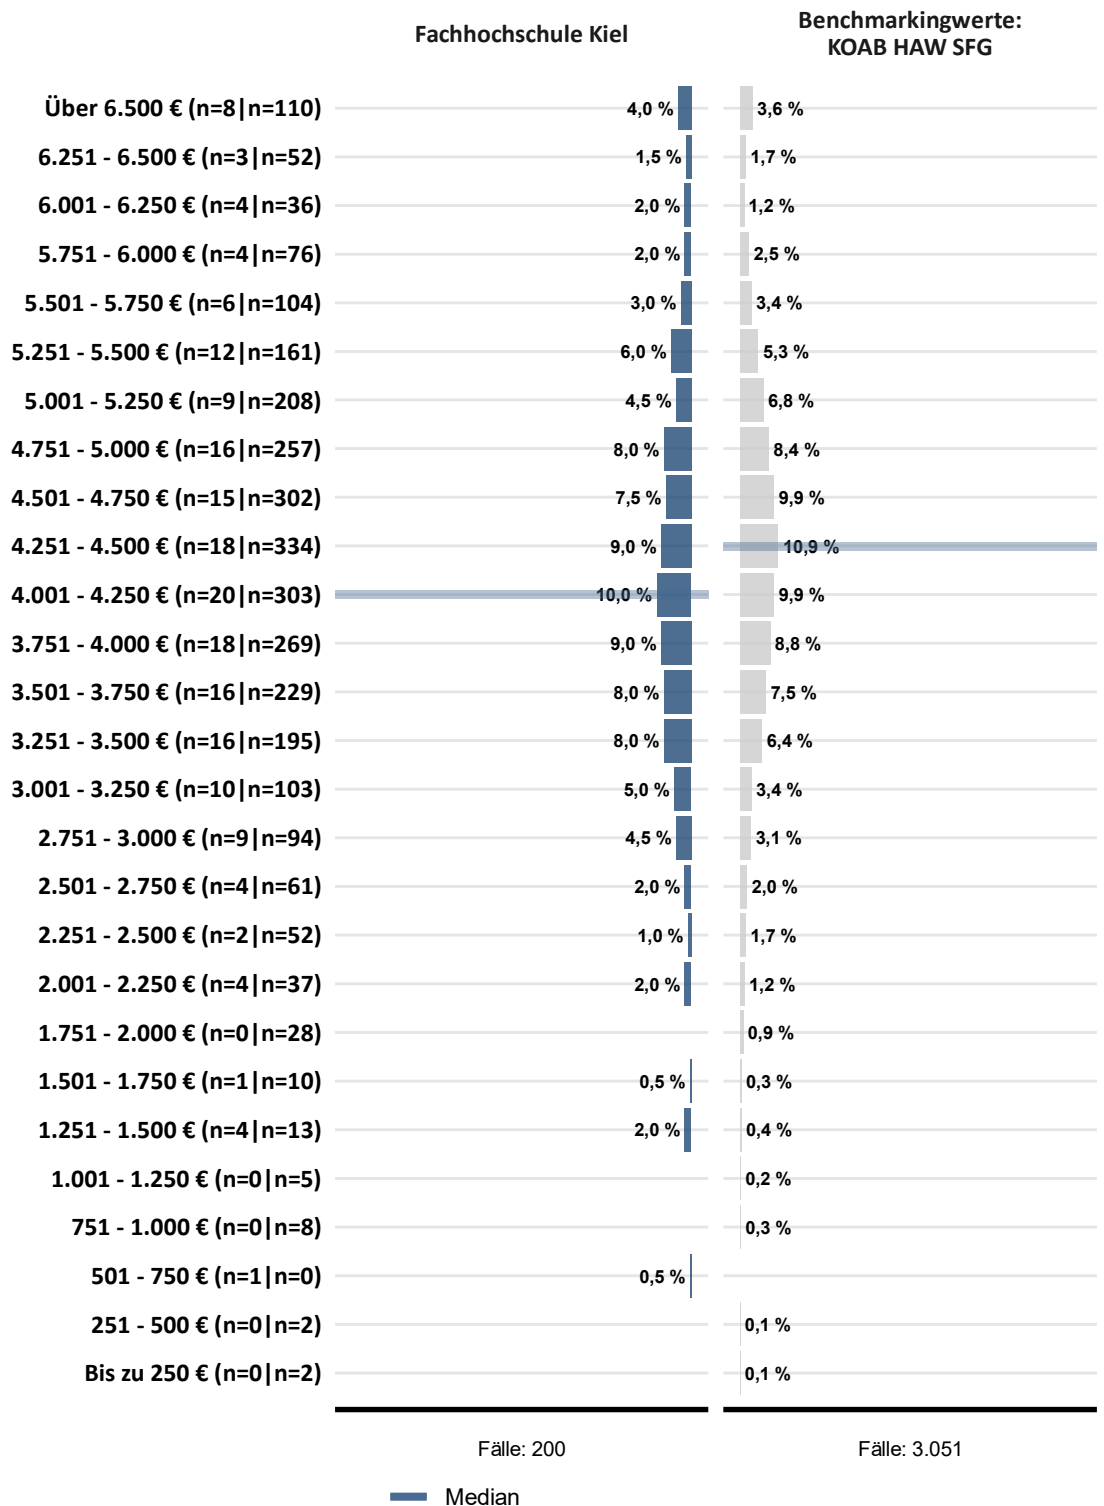 Fachhochschule Kiel
Benchmarkingwerte:
KOAB HAW SFG
Über 6.500 € (n=8|n=110) 4,0 % 3,6 %
6.251 - 6.500 € (n=3|n=52) 1,5 % 1,7 %
6.001 - 6.250 € (n=4|n=36) 2,0 % 1,2 %
5.751 - 6.000 € (n=4|n=76) 2,0 % 2,5 %
5.501 - 5.750 € (n=6|n=104) 3,0 % 3,4 %
5.251 - 5.500 € (n=12|n=161) 6,0 % 5,3 %
5.001 - 5.250 € (n=9|n=208) 4,5 % 6,8 %
4.751 - 5.000 € (n=16|n=257) 8,0 % 8,4 %
4.501 - 4.750 € (n=15|n=302) 7,5 % 9,9 %
4.251 - 4.500 € (n=18|n=334) 9,0 % 10,9 %
4.001 - 4.250 € (n=20|n=303) 10,0 % 9,9 %
3.751 - 4.000 € (n=18|n=269) 9,0 % 8,8 %
3.501 - 3.750 € (n=16|n=229) 8,0 % 7,5 %
3.251 - 3.500 € (n=16|n=195) 8,0 % 6,4 %
3.001 - 3.250 € (n=10|n=103) 5,0 % 3,4 %
2.751 - 3.000 € (n=9|n=94) 4,5 % 3,1 %
2.501 - 2.750 € (n=4|n=61) 2,0 % 2,0 %
2.251 - 2.500 € (n=2|n=52) 1,0 % 1,7 %
2.001 - 2.250 € (n=4|n=37) 2,0 % 1,2 %
1.751 - 2.000 € (n=0|n=28) 0,9 %
1.501 - 1.750 € (n=1|n=10) 0,5 % 0,3 %
1.251 - 1.500 € (n=4|n=13) 2,0 % 0,4 %
1.001 - 1.250 € (n=0|n=5) 0,2 %
751 - 1.000 € (n=0|n=8) 0,3 %
501 - 750 € (n=1|n=0) 0,5 %
251 - 500 € (n=0|n=2) 0,1 %
Bis zu 250 € (n=0|n=2) 0,1 %
Fälle: 200 Fälle: 3.051
Median